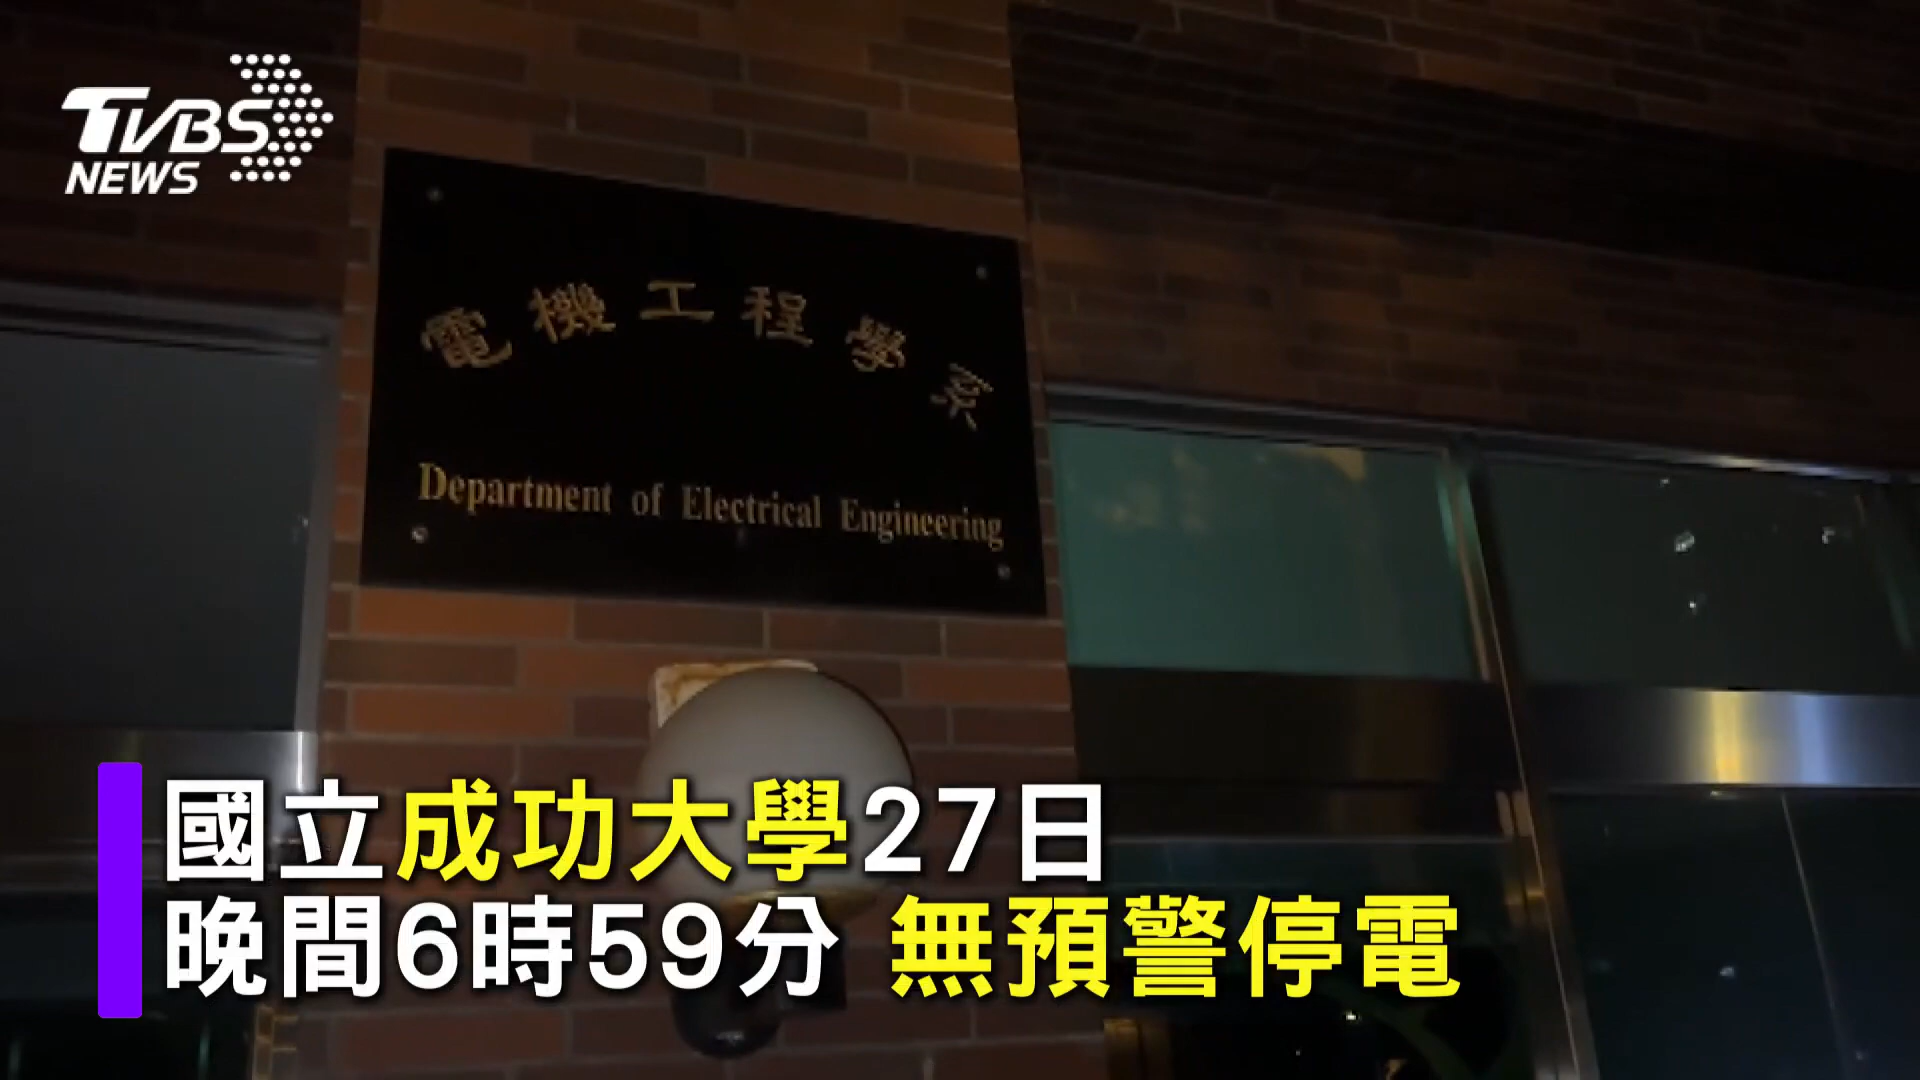 TVBS
NEWS
電機工程學系
Department of Electrical Engineering
國立成功大學27日
晚間6時59分 無預警停電